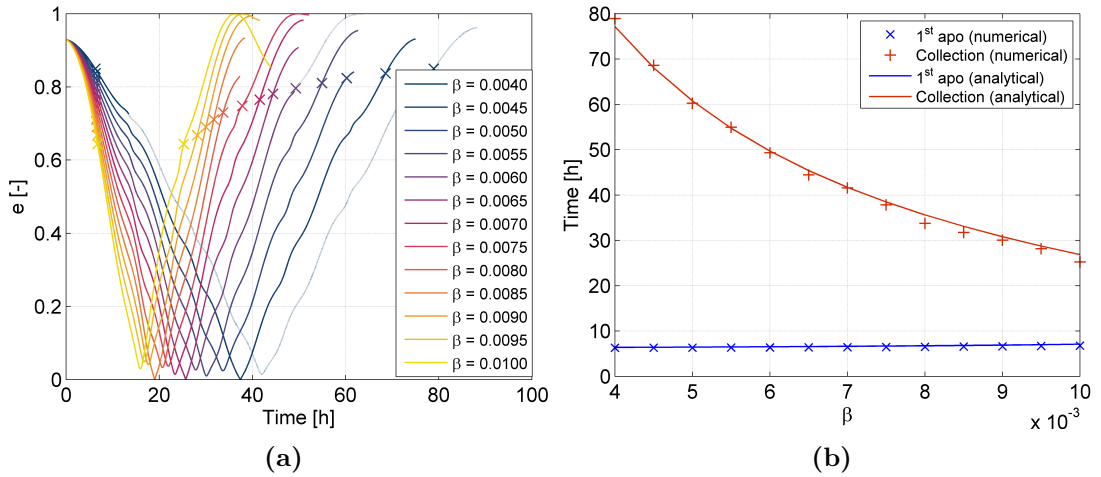 1
0.8
0.6
0.4
0.2
0
e [-]
0 20 40 60 80 100
Time [h]
β = 0.0040
β = 0.0045
β = 0.0050
β = 0.0055
β = 0.0060
β = 0.0065
β = 0.0070
β = 0.0075
β = 0.0080
β = 0.0085
β = 0.0090
β = 0.0095
β = 0.0100
(a)
80
70
60
50
40
30
20
10
0
Time [h]
4 5 6 7 8 9 10
β
x 10⁻³
1ˢᵗ apo (numerical)
Collection (numerical)
1ˢᵗ apo (analytical)
Collection (analytical)
(b)